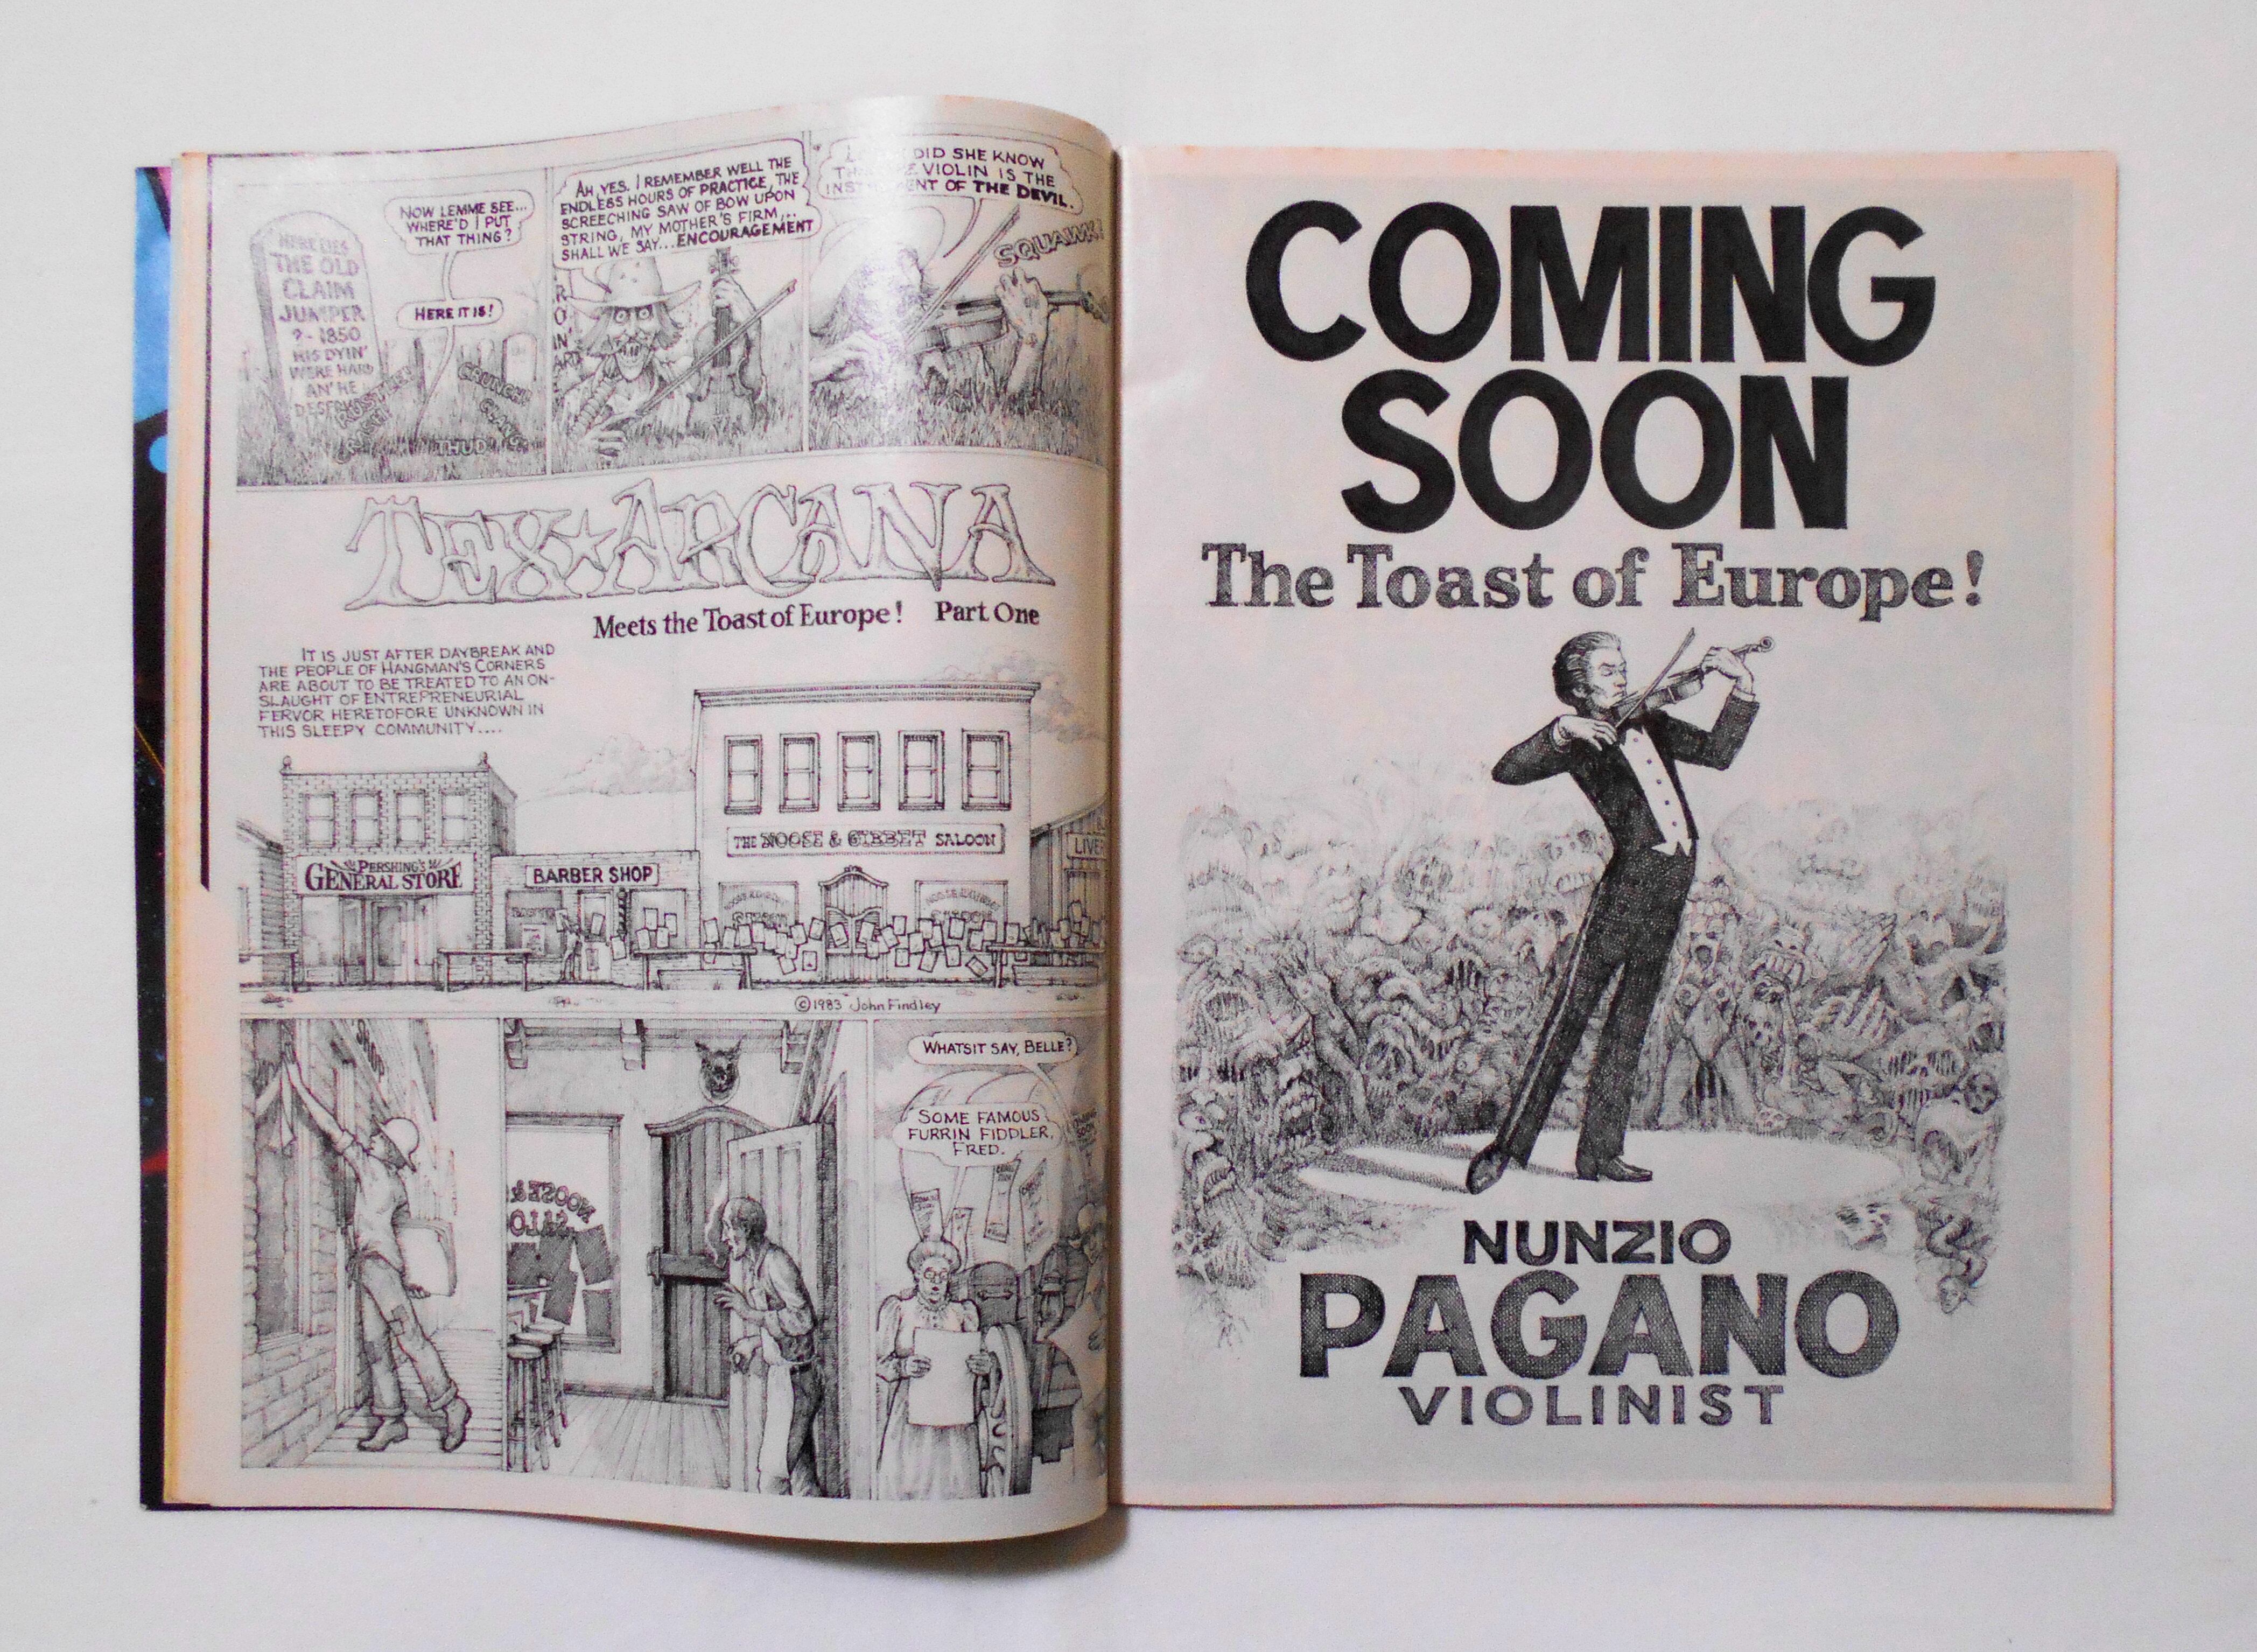 HERE LIES
THE OLD
CLAIM
JUMPER
? - 1850
HIS DYIN'
WERE HARD
AN' HE
NOW LEMME SEE...
WHERE'D I PUT
THAT THING?
HERE IT IS!
CRUNCH!
CLANG
THUD!
AH, YES. I REMEMBER WELL THE
ENDLESS HOURS OF PRACTICE, THE
SCREECHING SAW OF BOW UPON
STRING, MY MOTHER'S FIRM...
SHALL WE SAY... ENCOURAGEMENT
DID SHE KNOW
VIOLIN IS THE
OF THE DEVIL.
SQUAWK!
TEX★ARCANA
Meets the Toast of Europe! Part One
IT IS JUST AFTER DAYBREAK AND
THE PEOPLE OF HANGMAN'S CORNERS
ARE ABOUT TO BE TREATED TO AN ON-
SLAUGHT OF ENTREPRENEURIAL
FERVOR HERETOFORE UNKNOWN IN
THIS SLEEPY COMMUNITY....
THE NOOSE & GIBBET SALOON
PERSHING'S
GENERAL STORE
BARBER SHOP
LIVE
©1983 John Findley
WHATSIT SAY, BELLE?
SOME FAMOUS
FURRIN FIDDLER,
FRED.
COMING
SOON
The Toast of Europe!
NUNZIO
PAGANO
VIOLINIST